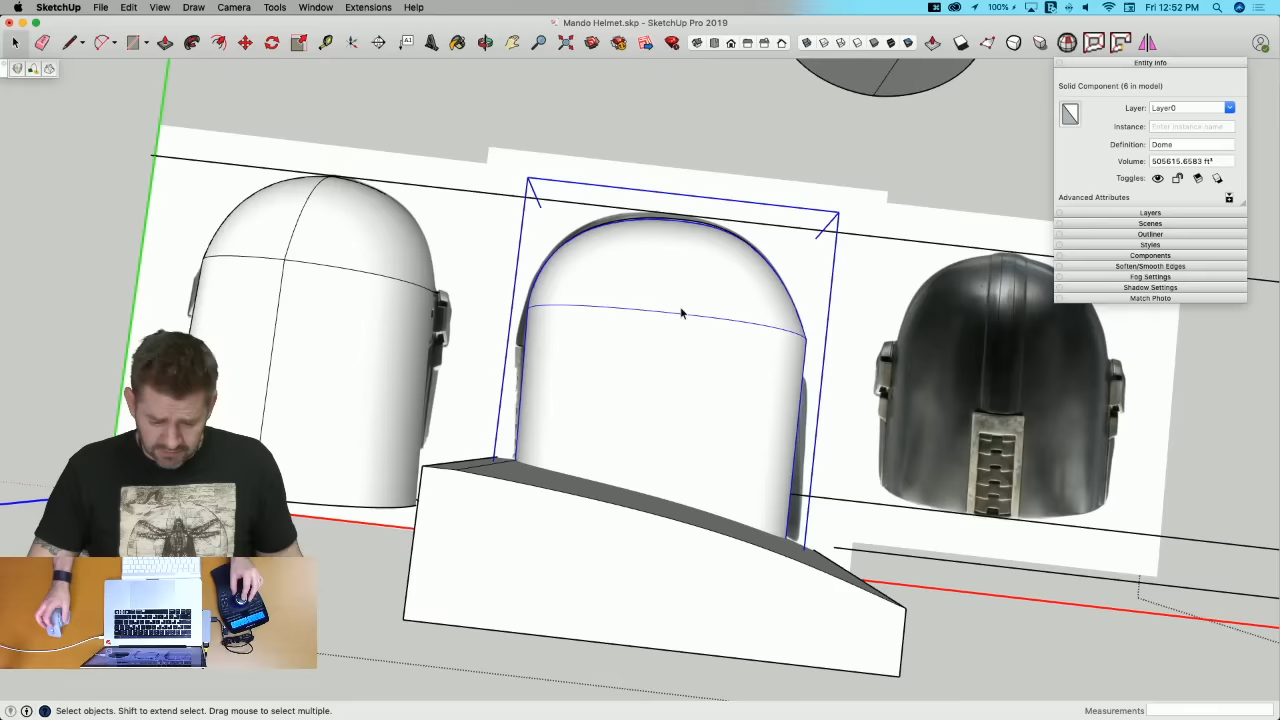 SketchUp File Edit View Draw Camera Tools Window Extensions Help
100% Fri 12:52 PM
Mando Helmet.skp - SketchUp Pro 2019
Entity Info
Solid Component (6 in model)
Layer: Layer0
Instance: Enter instance name
Definition: Dome
Volume: 505615.6583 ft³
Toggles:
Advanced Attributes
Layers
Scenes
Outliner
Styles
Components
Soften/Smooth Edges
Fog Settings
Shadow Settings
Match Photo
Select objects. Shift to extend select. Drag mouse to select multiple.
Measurements